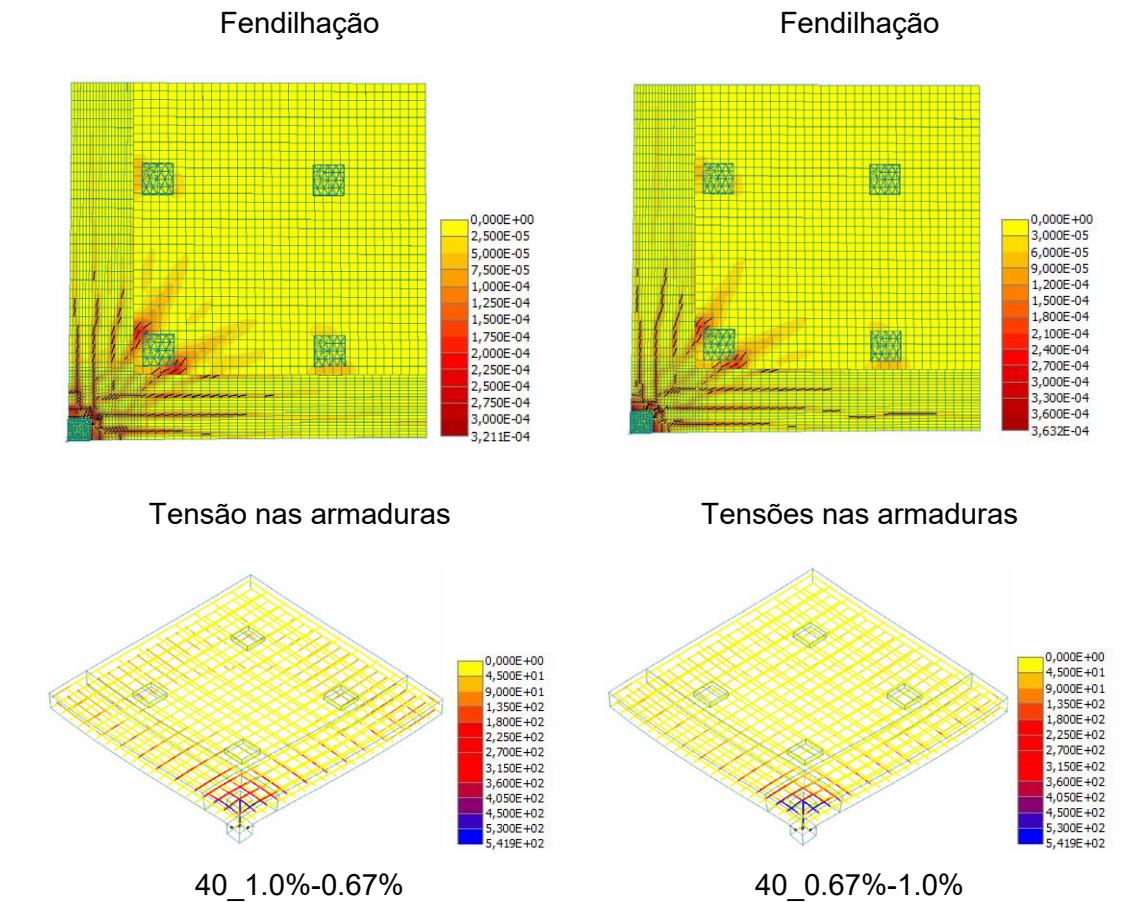 Fendilhação
Fendilhação
0,000E+00
2,500E-05
5,000E-05
7,500E-05
1,000E-04
1,250E-04
1,500E-04
1,750E-04
2,000E-04
2,250E-04
2,500E-04
2,750E-04
3,000E-04
3,211E-04
0,000E+00
3,000E-05
6,000E-05
9,000E-05
1,200E-04
1,500E-04
1,800E-04
2,100E-04
2,400E-04
2,700E-04
3,000E-04
3,300E-04
3,600E-04
3,632E-04
Tensão nas armaduras
Tensões nas armaduras
0,000E+00
4,500E+01
9,000E+01
1,350E+02
1,800E+02
2,250E+02
2,700E+02
3,150E+02
3,600E+02
4,050E+02
4,500E+02
5,300E+02
5,419E+02
0,000E+00
4,500E+01
9,000E+01
1,350E+02
1,800E+02
2,250E+02
2,700E+02
3,150E+02
3,600E+02
4,050E+02
4,500E+02
5,300E+02
5,419E+02
40_1.0%-0.67%
40_0.67%-1.0%